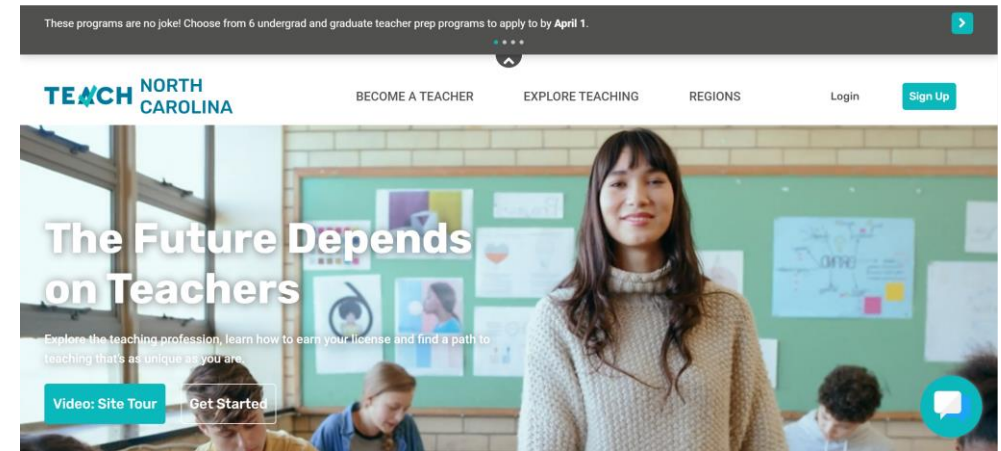 These programs are no joke! Choose from 6 undergrad and graduate teacher prep programs to apply to by April 1.
TEACH NORTH CAROLINA
BECOME A TEACHER
EXPLORE TEACHING
REGIONS
Login
Sign Up
The Future Depends
on Teachers
Explore the teaching profession, learn how to earn your license and find a path to
teaching that's as unique as you are.
Video: Site Tour
Get Started